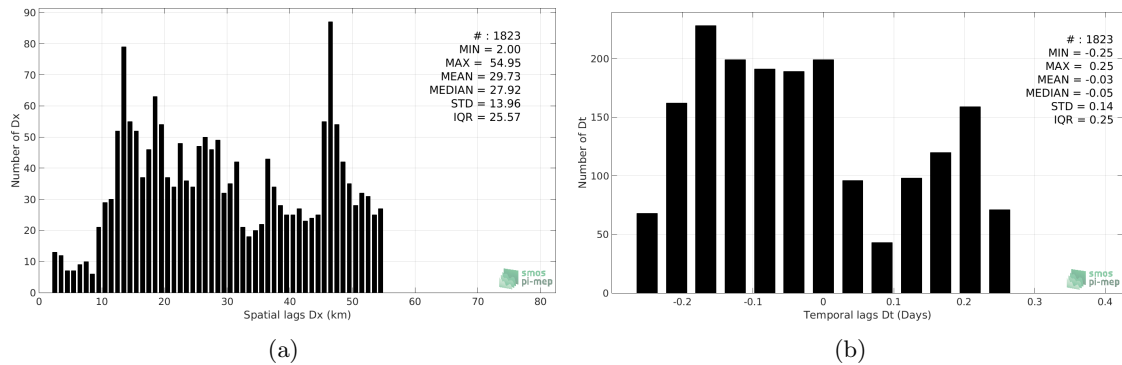 90
80
70
60
50
40
30
20
10
0
Number of Dx
# : 1823
MIN = 2.00
MAX = 54.95
MEAN = 29.73
MEDIAN = 27.92
STD = 13.96
IQR = 25.57
smos
pi-mep
0 10 20 30 40 50 60 70 80
Spatial lags Dx (km)
(a)
200
150
100
50
0
Number of Dt
# : 1823
MIN = -0.25
MAX = 0.25
MEAN = -0.03
MEDIAN = -0.05
STD = 0.14
IQR = 0.25
smos
pi-mep
-0.2 -0.1 0 0.1 0.2 0.3 0.4
Temporal lags Dt (Days)
(b)